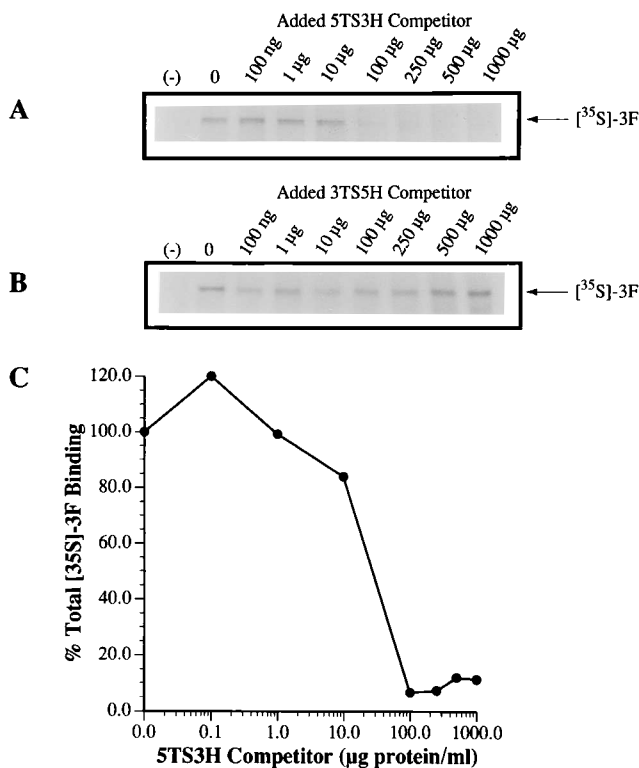 A
Added 5TS3H Competitor
(-) 0 100 ng 1 µg 10 µg 100 µg 250 µg 500 µg 1000 µg
[³⁵S]-3F
B
Added 3TS5H Competitor
(-) 0 100 ng 1 µg 10 µg 100 µg 250 µg 500 µg 1000 µg
[³⁵S]-3F
C
% Total [35S]-3F Binding
120.0
100.0
80.0
60.0
40.0
20.0
0.0
0.0 0.1 1.0 10.0 100.0 1000.0
5TS3H Competitor (µg protein/ml)